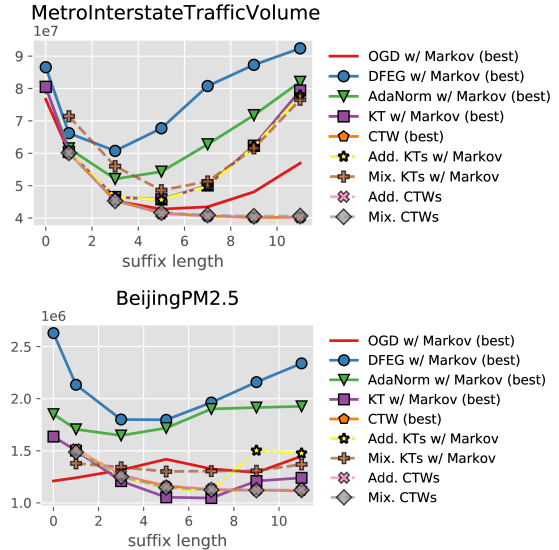 MetroInterstateTrafficVolume
1e7
9
8
7
6
5
4
0 2 4 6 8 10
suffix length
OGD w/ Markov (best)
DFEG w/ Markov (best)
AdaNorm w/ Markov (best)
KT w/ Markov (best)
CTW (best)
Add. KTs w/ Markov
Mix. KTs w/ Markov
Add. CTWs
Mix. CTWs
BeijingPM2.5
1e6
2.5
2.0
1.5
1.0
0 2 4 6 8 10
suffix length
OGD w/ Markov (best)
DFEG w/ Markov (best)
AdaNorm w/ Markov (best)
KT w/ Markov (best)
CTW (best)
Add. KTs w/ Markov
Mix. KTs w/ Markov
Add. CTWs
Mix. CTWs